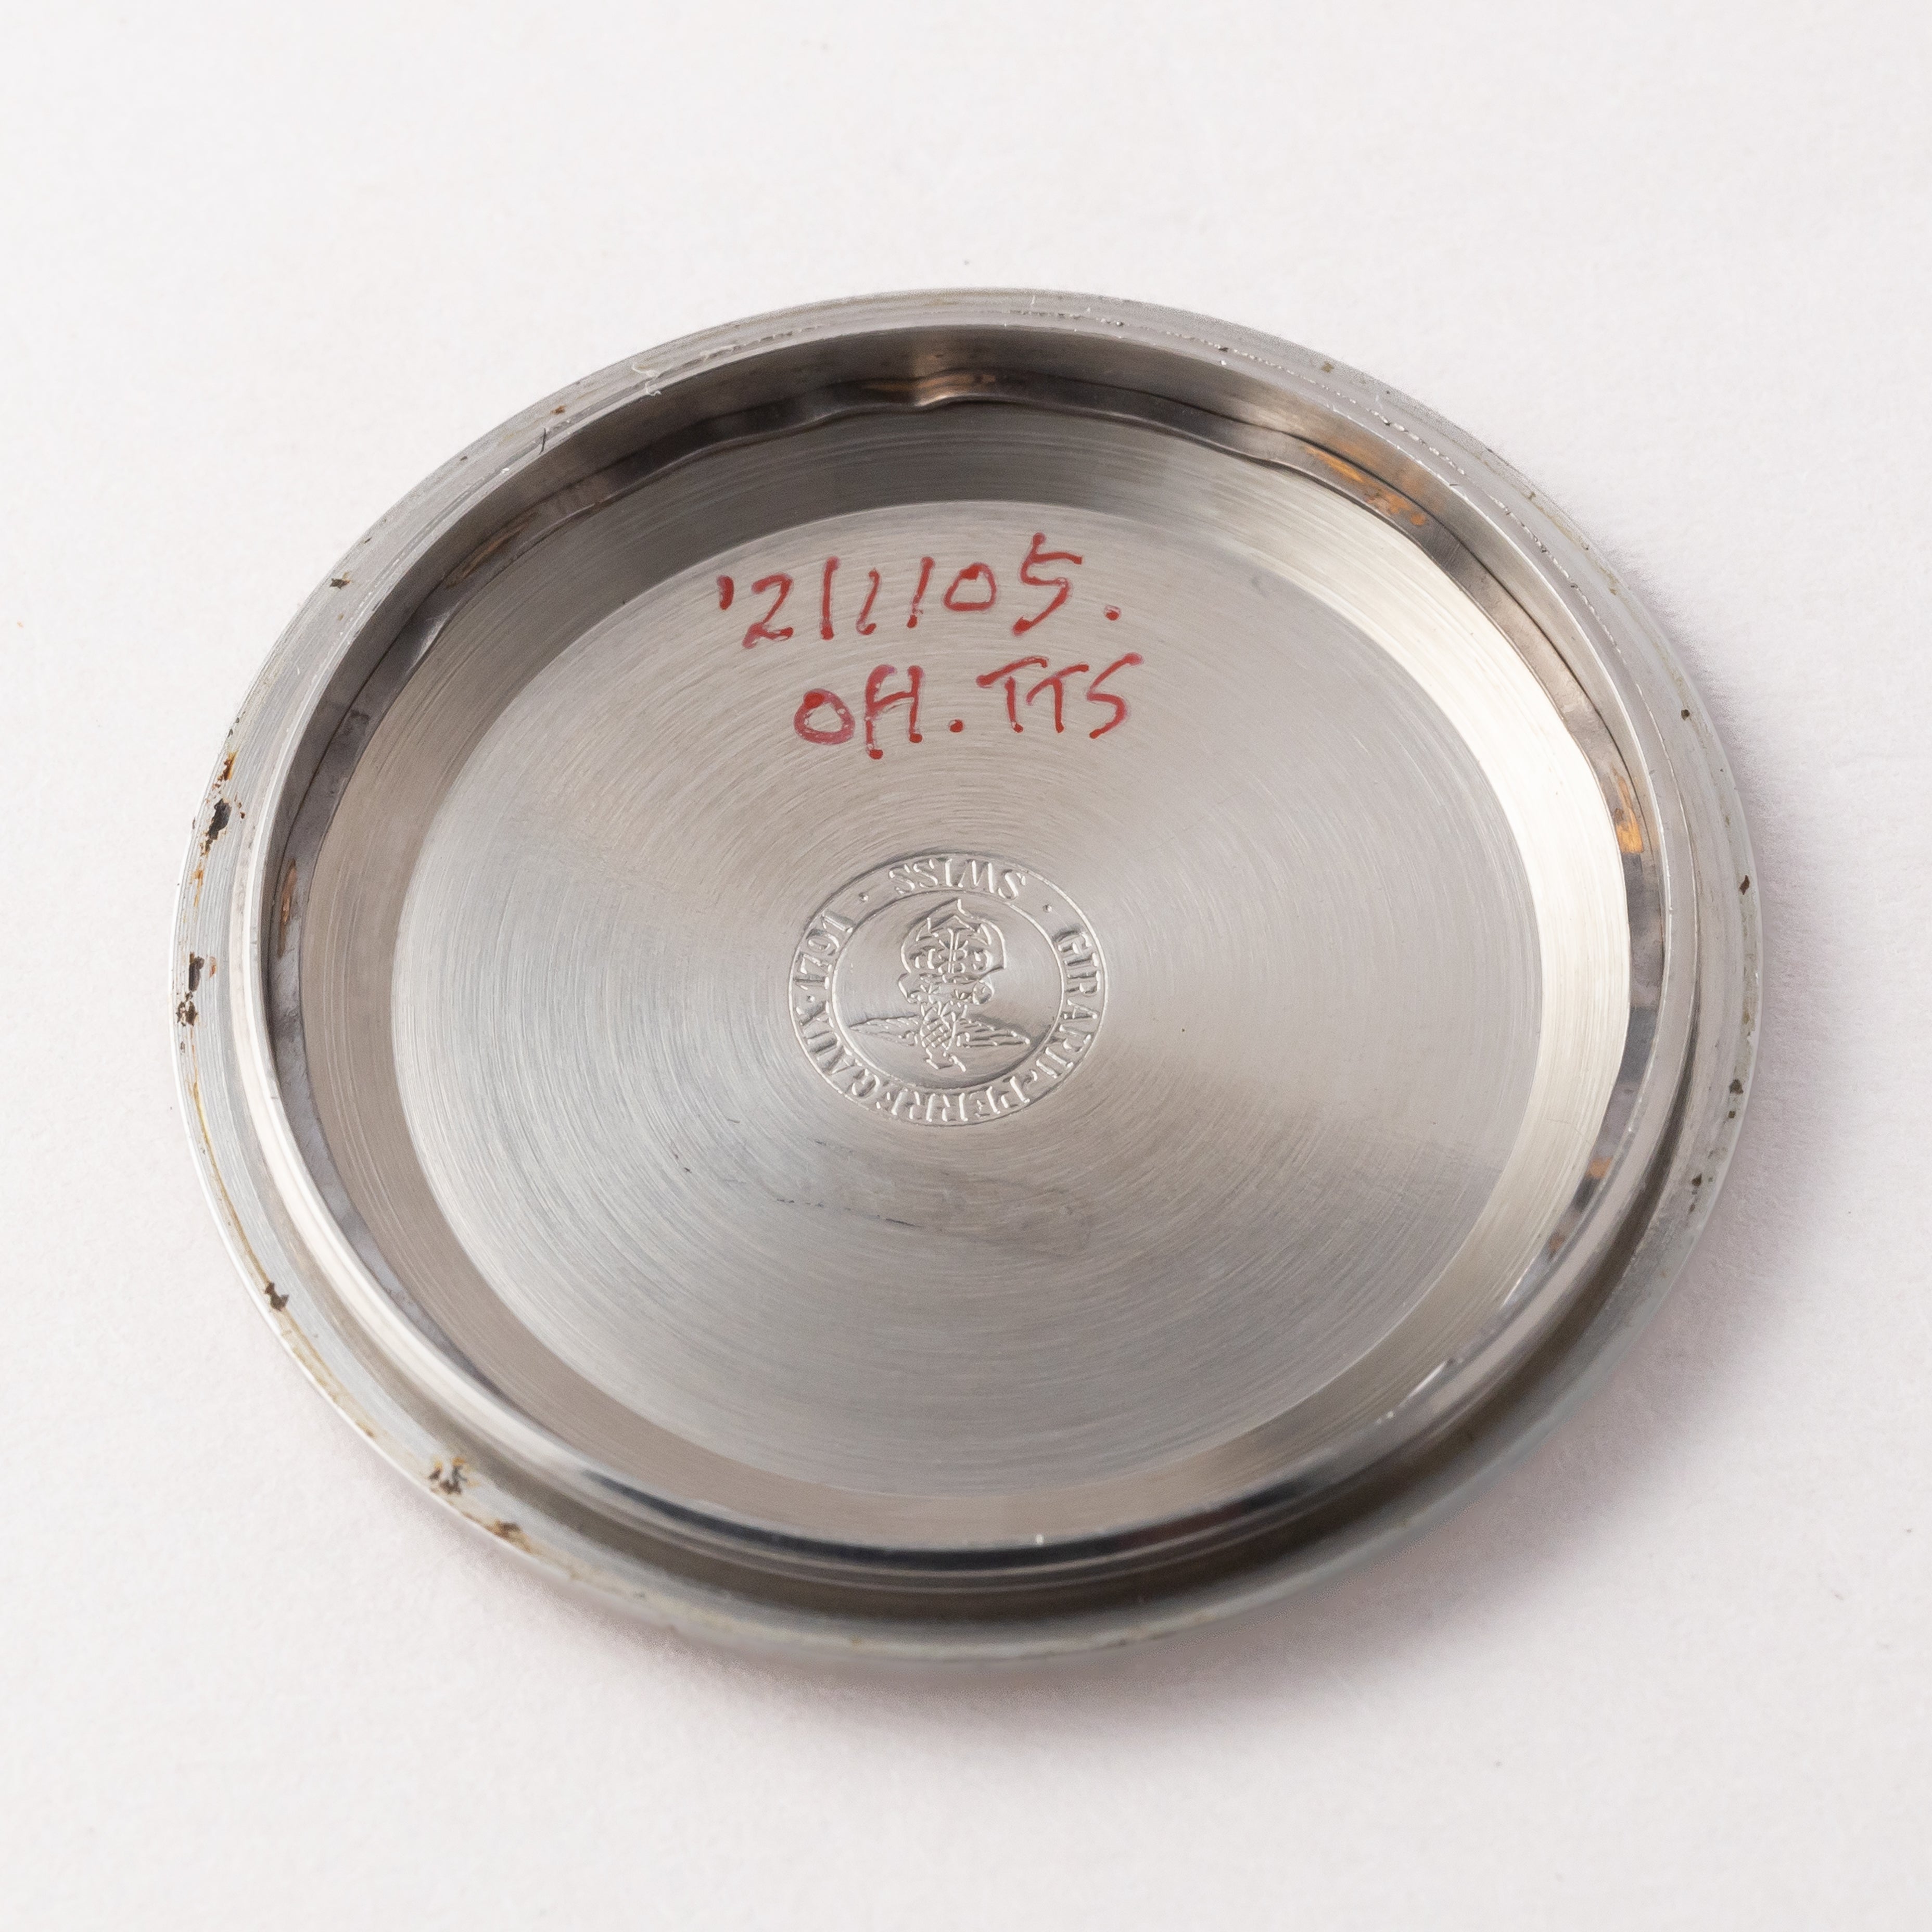 '211105.
OH. TTS
GIRARD-PERREGAUX·1791 · SWISS ·